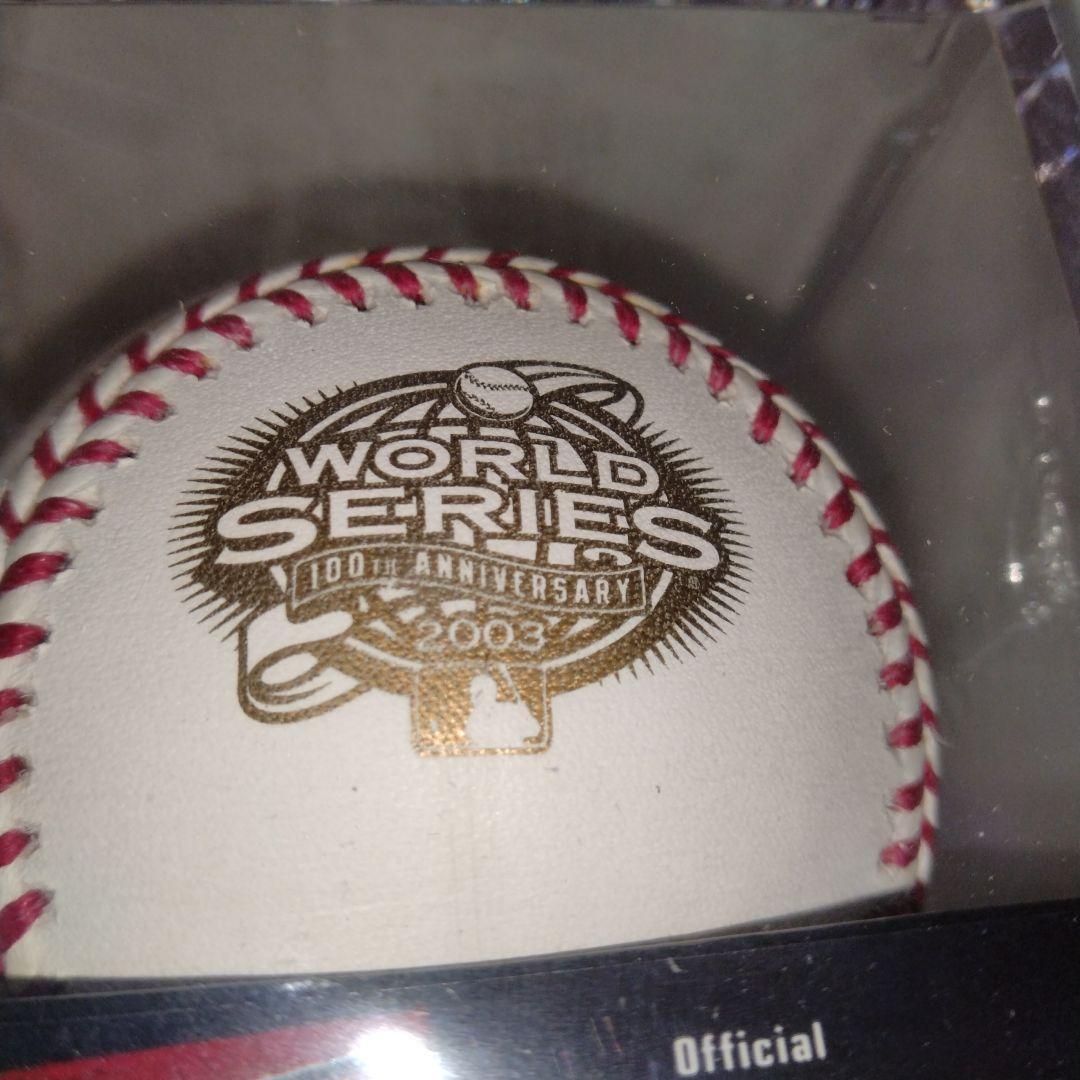 WORLD
SERIES
100TH ANNIVERSARY
2003
Official